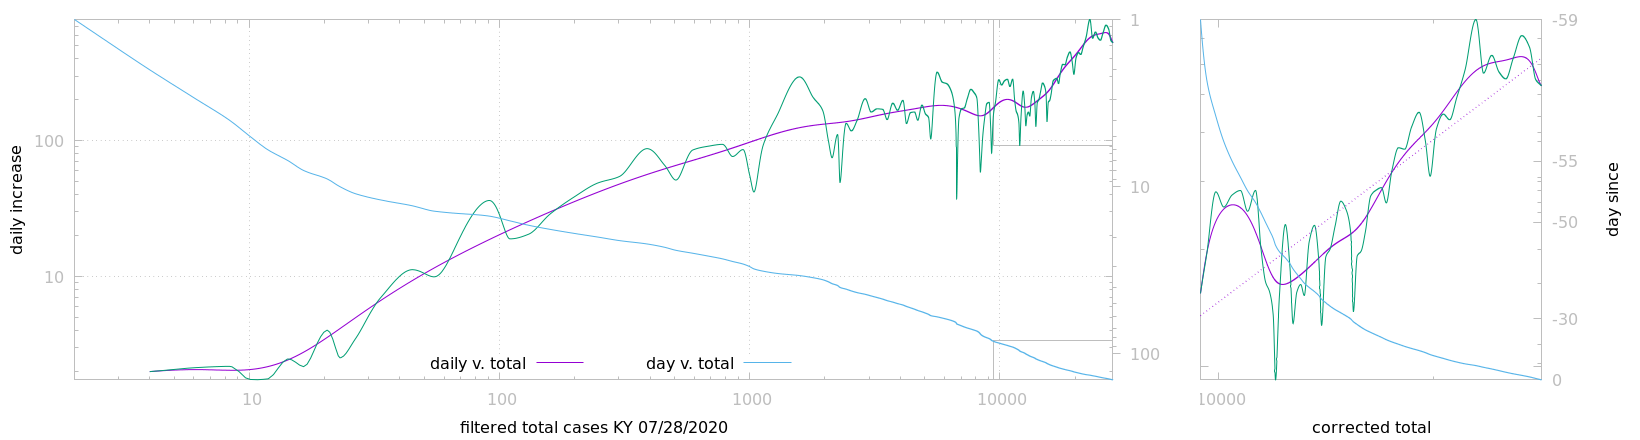 daily increase
100
10
daily v. total
day v. total
1
10
100
10
100
1000
10000
filtered total cases KY 07/28/2020
-59
-55
-50
-30
0
day since
10000
corrected total